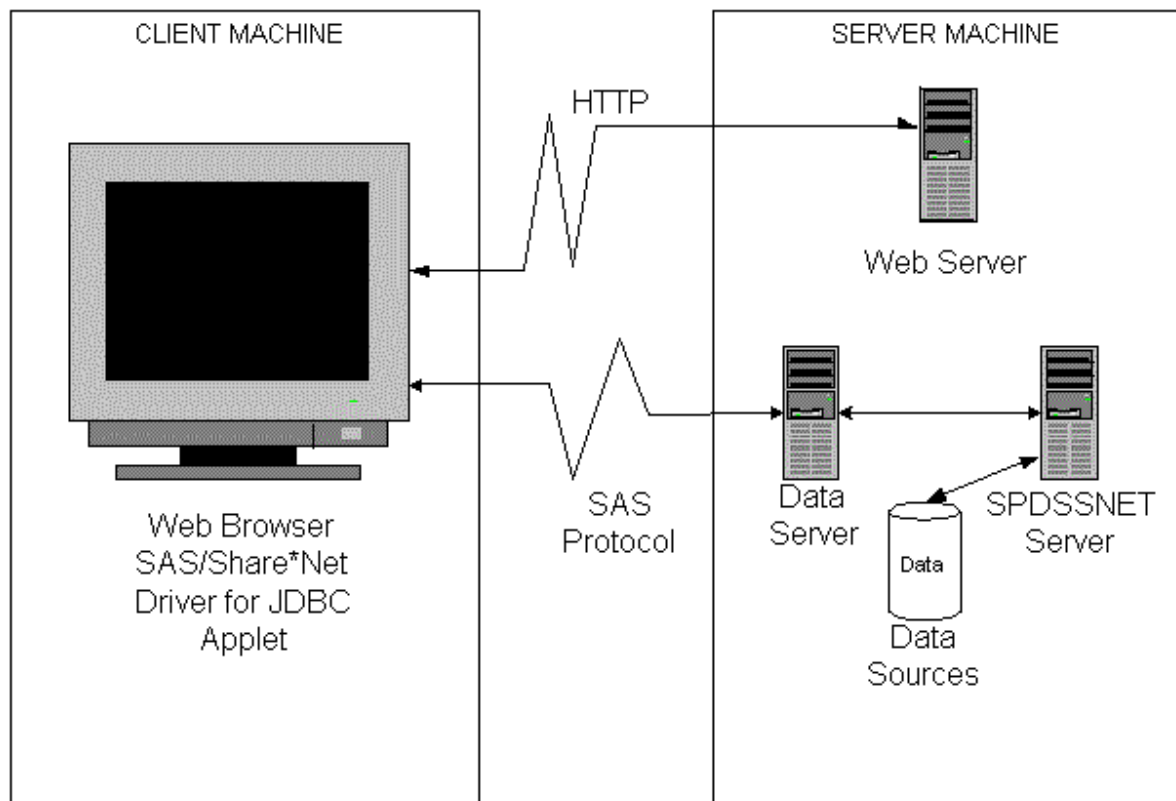 CLIENT MACHINE
SERVER MACHINE
HTTP
Web Server
Web Browser
SAS/Share*Net
Driver for JDBC
Applet
SAS
Protocol
Data
Server
SPDSSNET
Server
Data
Data
Sources